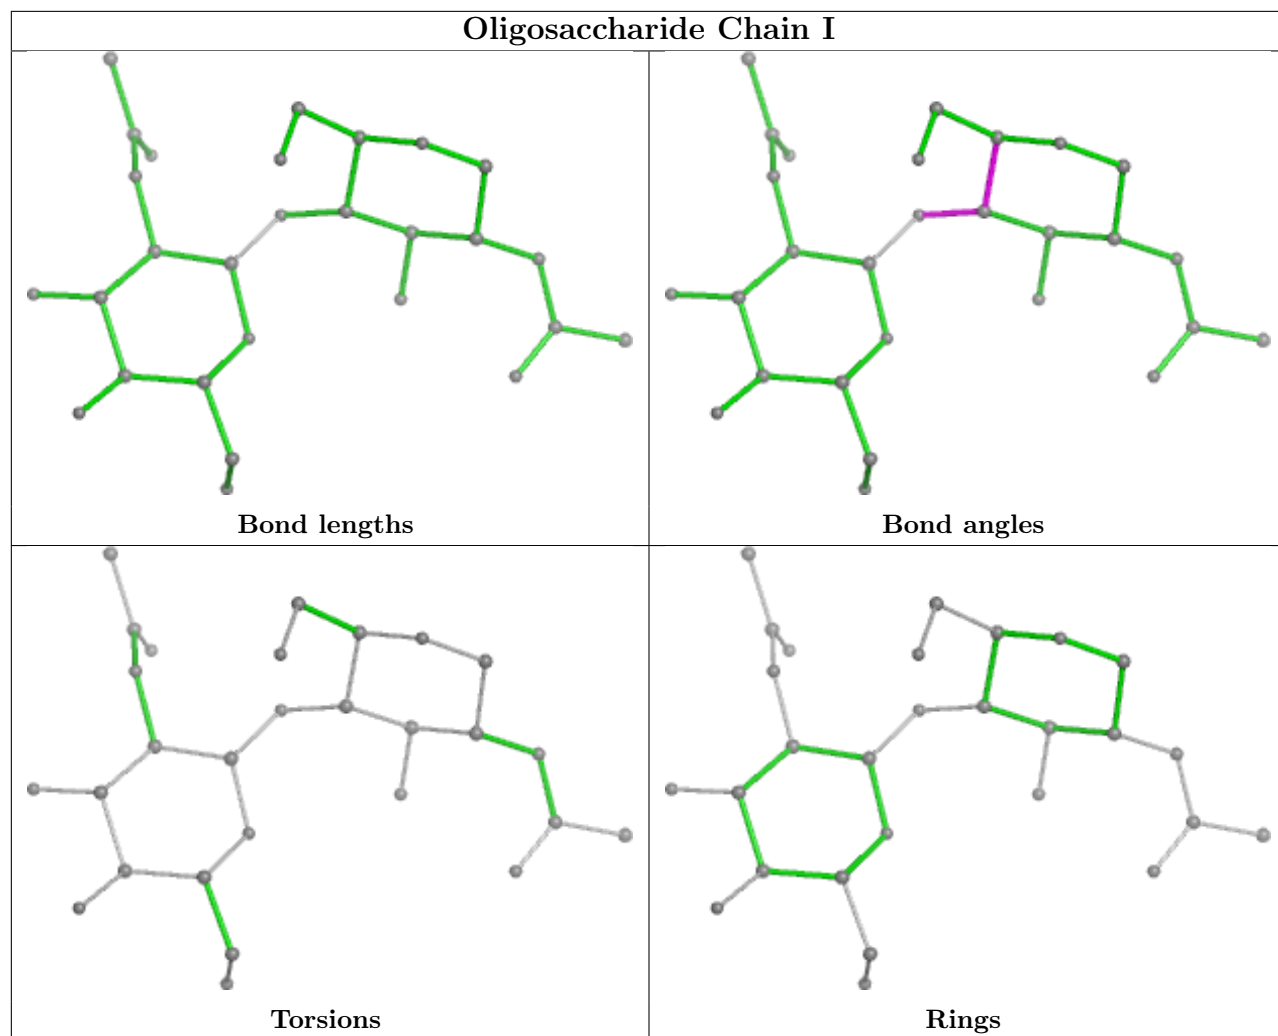 Oligosaccharide Chain I
Bond lengths
Bond angles
Torsions
Rings